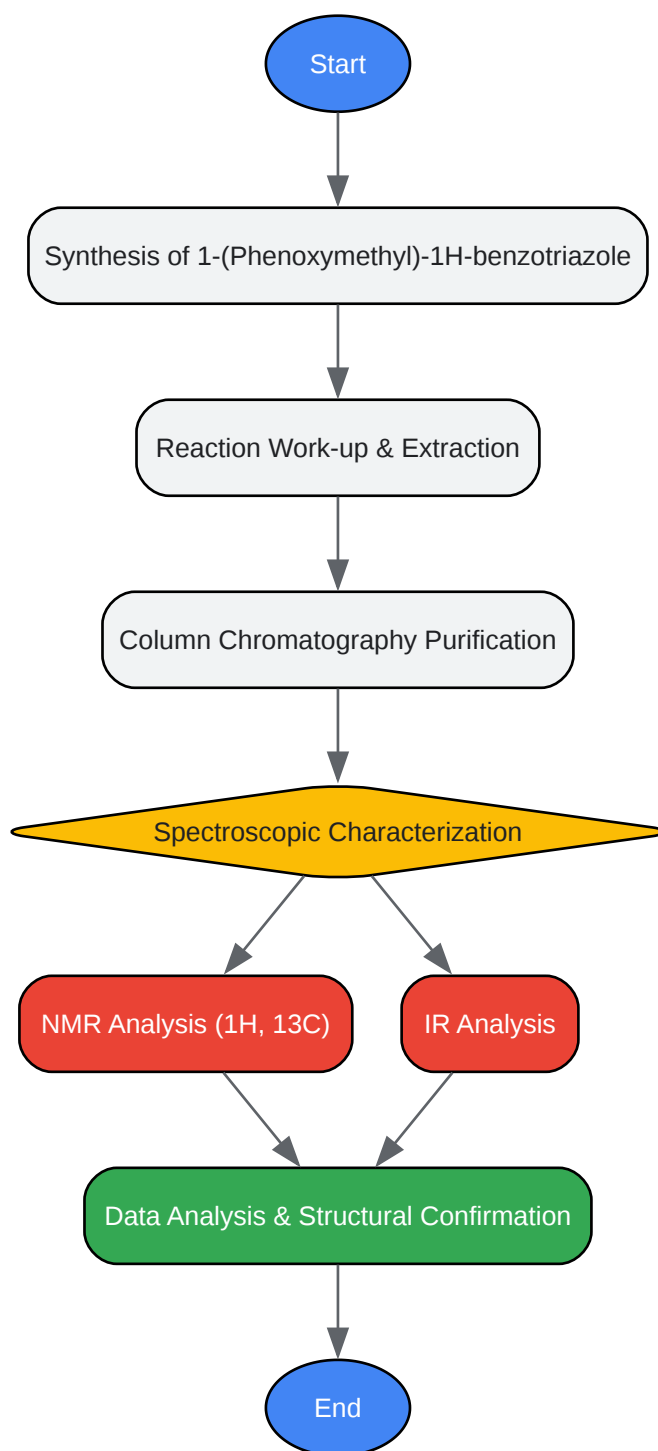 Start
Synthesis of 1-(Phenoxymethyl)-1H-benzotriazole
Reaction Work-up & Extraction
Column Chromatography Purification
Spectroscopic Characterization
NMR Analysis (1H, 13C)
IR Analysis
Data Analysis & Structural Confirmation
End